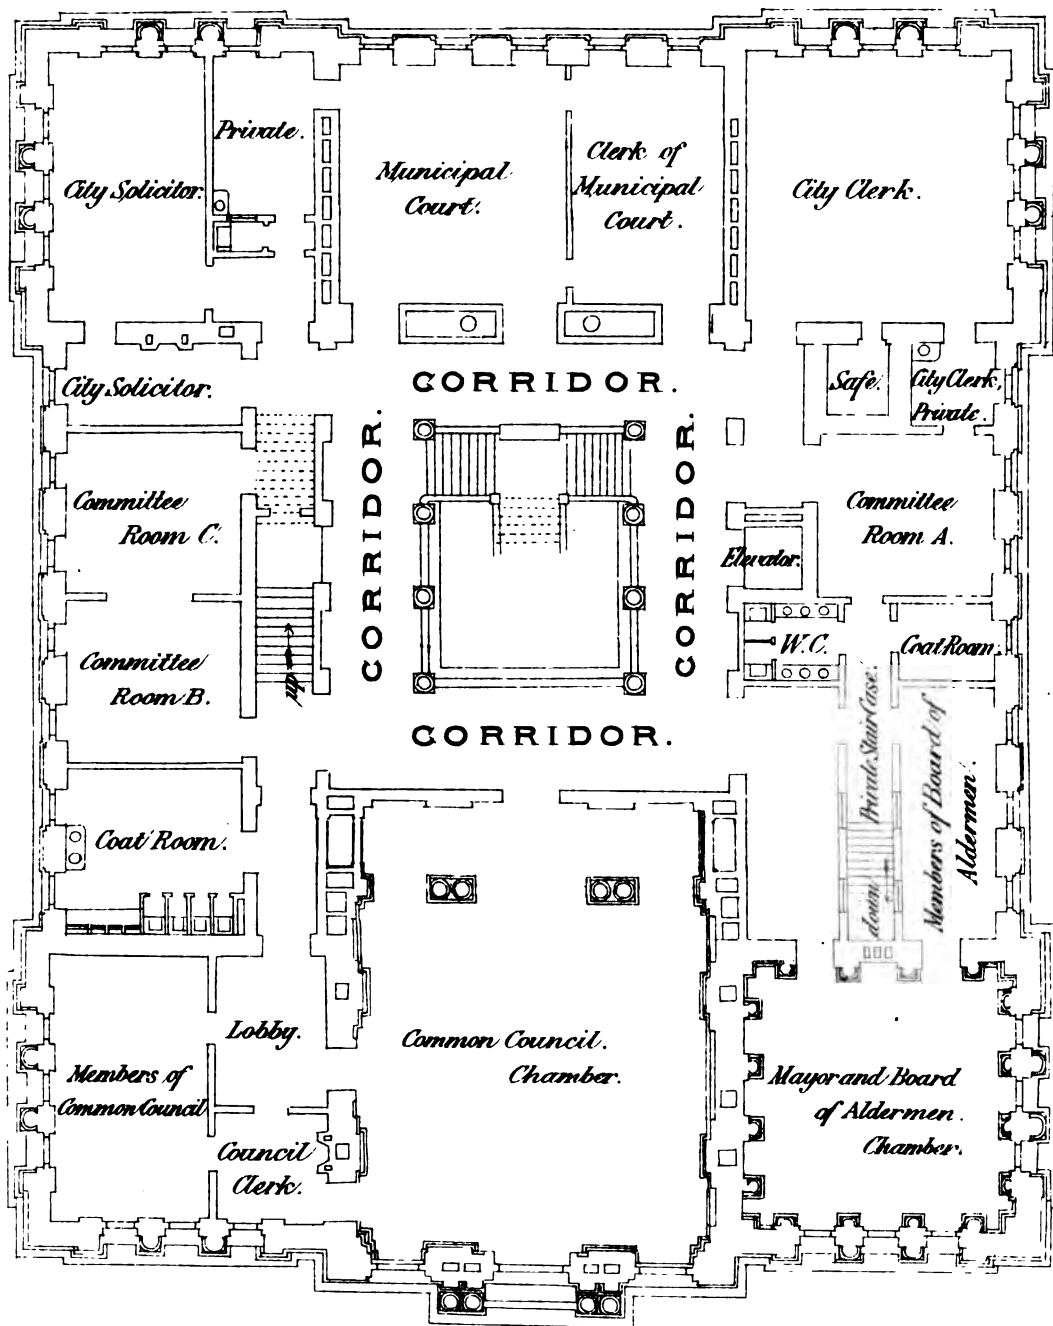 City Solicitor.
Private.
Municipal
Court.
Clerk of
Municipal
Court.
City Clerk.
City Solicitor.
CORRIDOR.
Safe.
City Clerk,
Private.
Committee
Room C.
CORRIDOR.
CORRIDOR.
Committee
Room A.
Elevator.
Committee
Room B.
up
W.C.
Coat Room.
CORRIDOR.
Coat Room.
down
Private Stair Case.
Members of Board of
Aldermen.
Lobby.
Common Council.
Chamber.
Members of
Common Council
Council
Clerk.
Mayor and Board
of Aldermen.
Chamber.